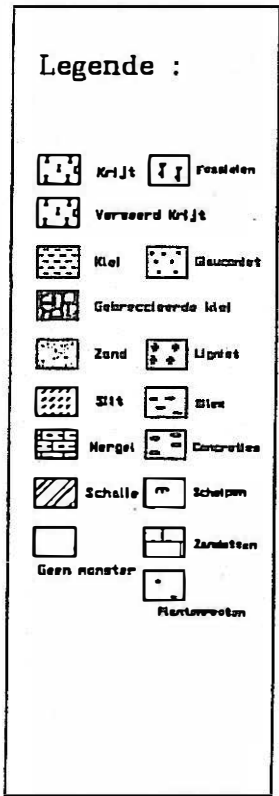 Legende :
Krijt Fossielen
Verweerd Krijt
Klei Glauconiet
Gebreccieerde klei
Zand Ligniet
Silt Silex
Mergel Concreties
Schalie Schelpen
Geen monster Zandsteen
Plantenresten